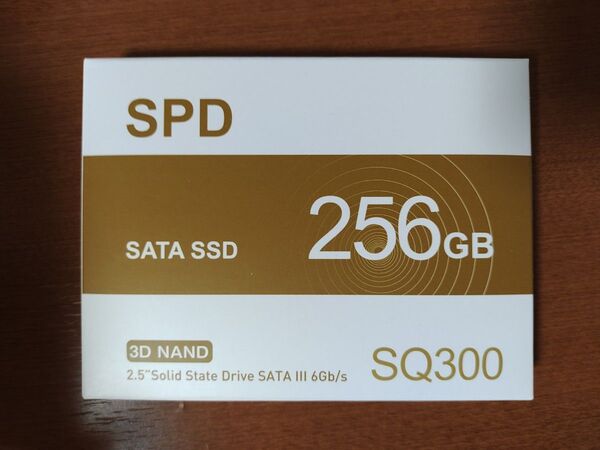 SPD
SATA SSD
256GB
3D NAND
2.5"Solid State Drive SATA III 6Gb/s
SQ300